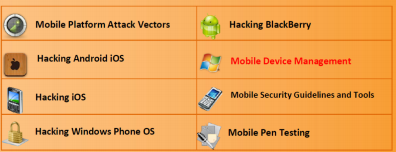 Mobile Platform Attack Vectors
Hacking BlackBerry
Hacking Android iOS
Mobile Device Management
Hacking iOS
Mobile Security Guidelines and Tools
Hacking Windows Phone OS
Mobile Pen Testing